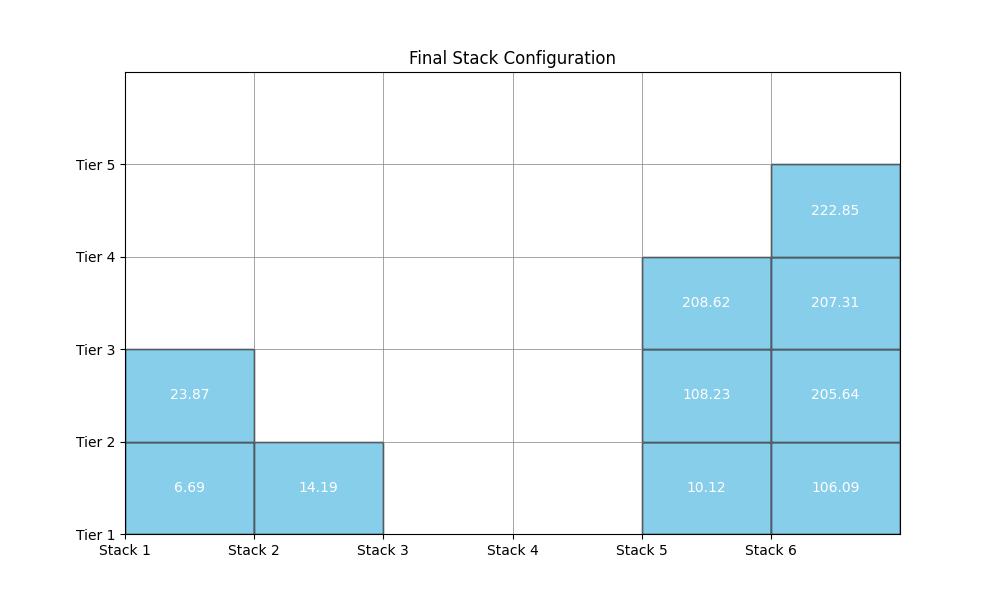 Final Stack Configuration
Tier 5
222.85
Tier 4
208.62 207.31
Tier 3
23.87 108.23 205.64
Tier 2
6.69 14.19 10.12 106.09
Tier 1
Stack 1 Stack 2 Stack 3 Stack 4 Stack 5 Stack 6